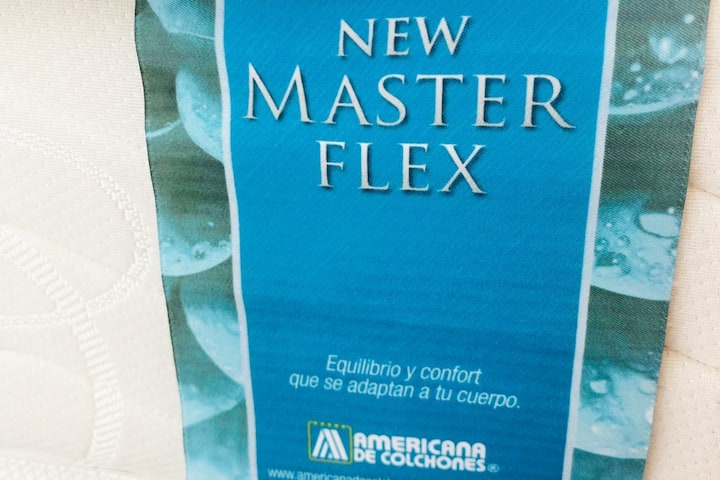 NEW
MASTER
FLEX
Equilibrio y confort
que se adaptan a tu cuerpo.
AMERICANA
DE COLCHONES®